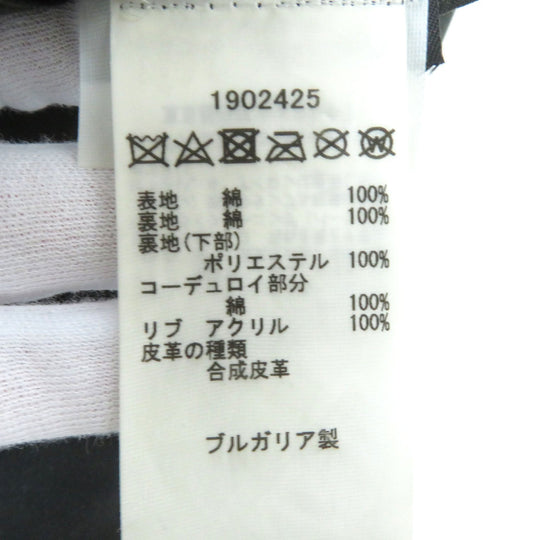 1902425
表地 綿 100%
裏地 綿 100%
裏地(下部)
ポリエステル 100%
コーデュロイ部分
綿 100%
リブ アクリル 100%
皮革の種類
合成皮革
ブルガリア製